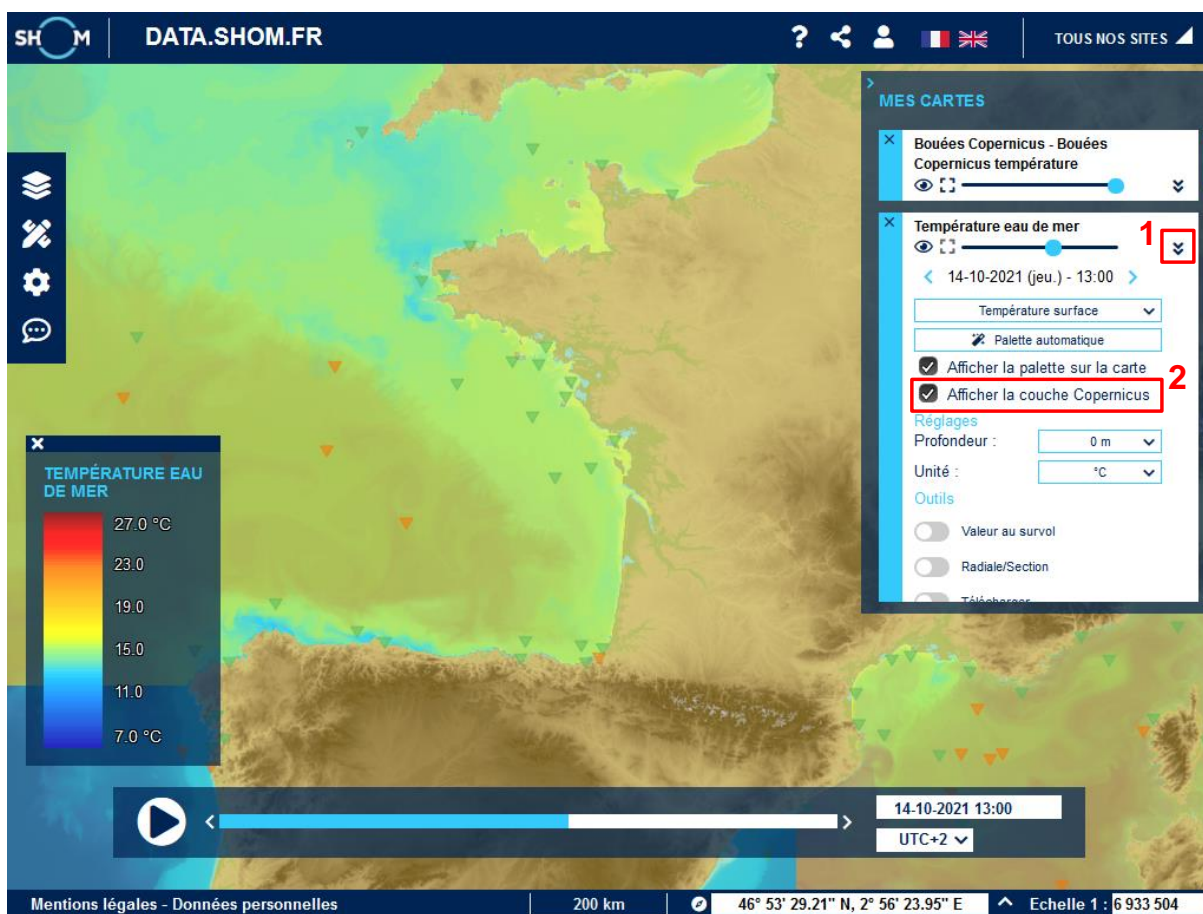 SHOM
DATA.SHOM.FR
?
TOUS NOS SITES
MES CARTES
Bouées Copernicus - Bouées
Copernicus température
Température eau de mer
1
14-10-2021 (jeu.) - 13:00
Température surface
Palette automatique
Afficher la palette sur la carte
2
Afficher la couche Copernicus
Réglages
Profondeur :
0 m
Unité :
°C
Outils
Valeur au survol
Radiale/Section
Télécharger
TEMPÉRATURE EAU
DE MER
27.0 °C
23.0
19.0
15.0
11.0
7.0 °C
14-10-2021 13:00
UTC+2
Mentions légales - Données personnelles
200 km
46° 53' 29.21" N, 2° 56' 23.95" E
Echelle 1 : 6 933 504